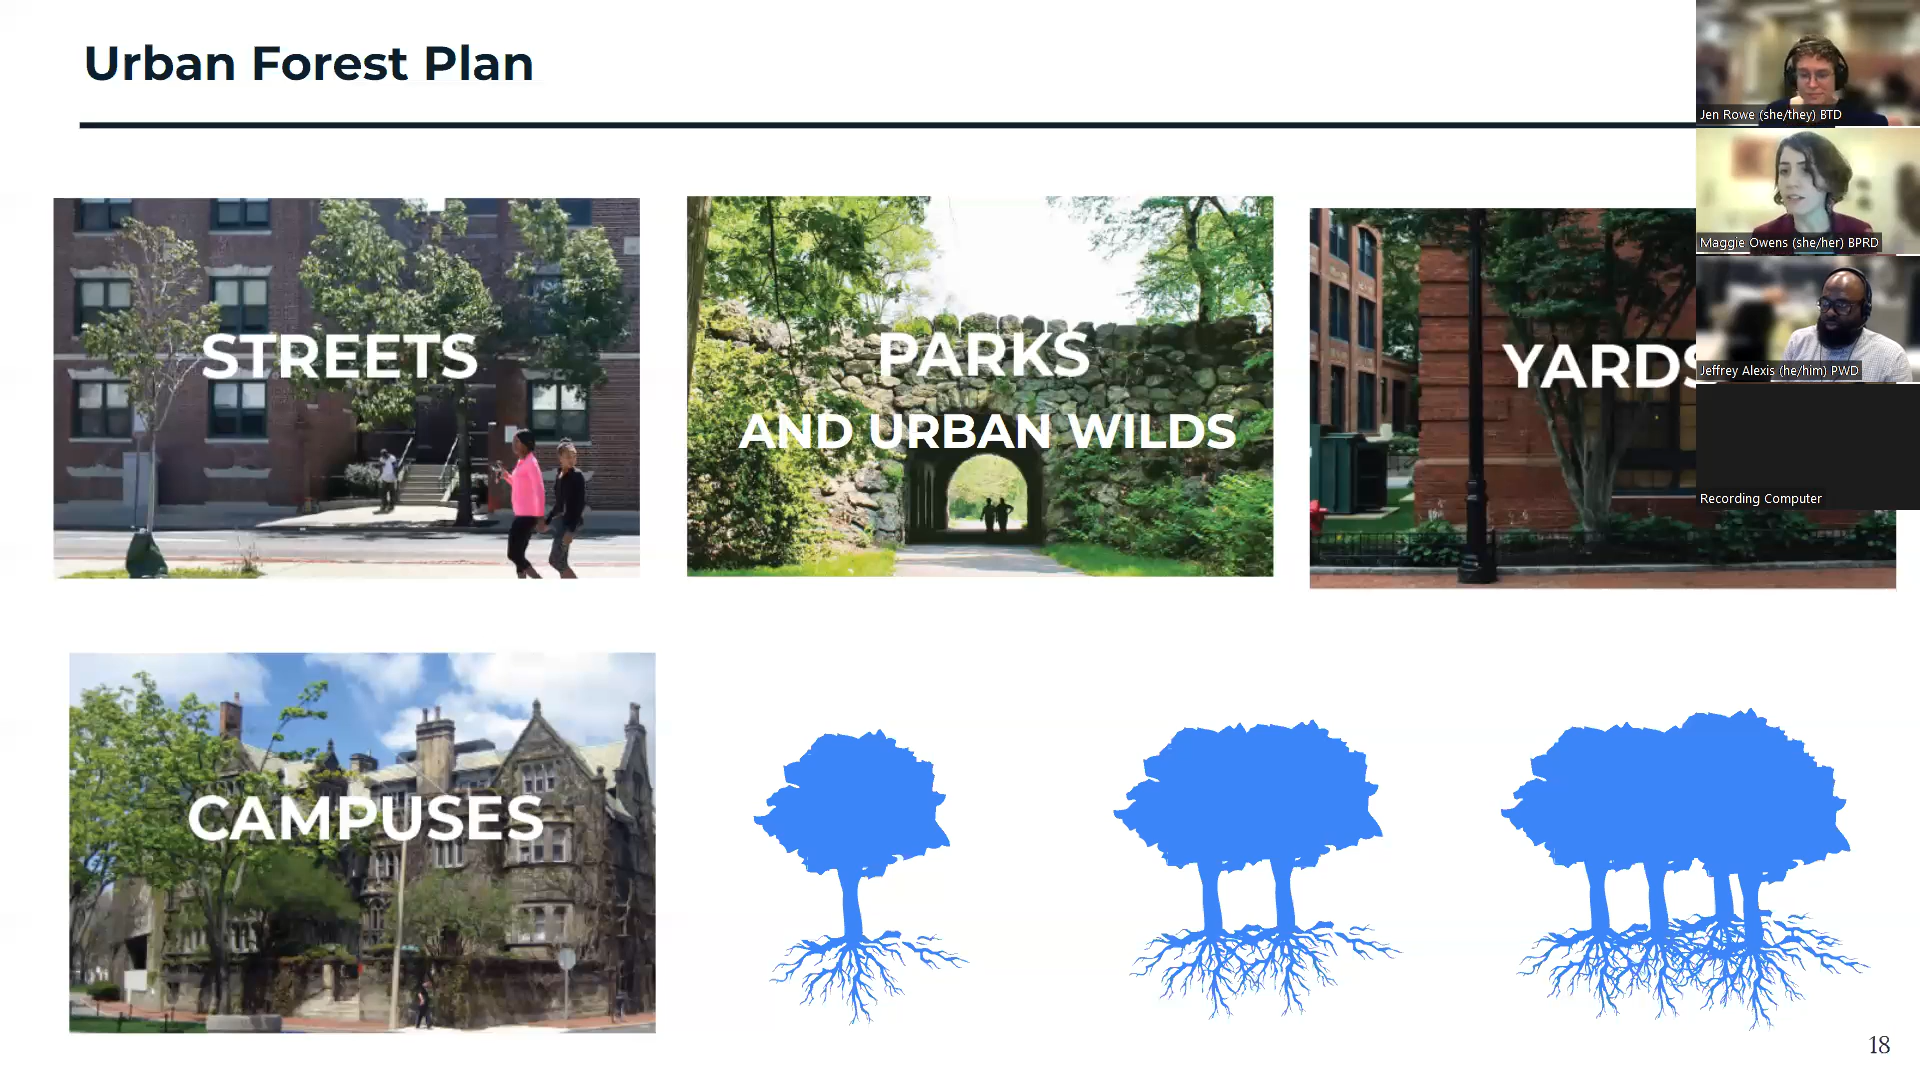 Urban Forest Plan
Jen Rowe (she/they) BTD
Maggie Owens (she/her) BPRD
Jeffrey Alexis (he/him) PWD
Recording Computer
STREETS
PARKS
AND URBAN WILDS
YARDS
CAMPUSES
18